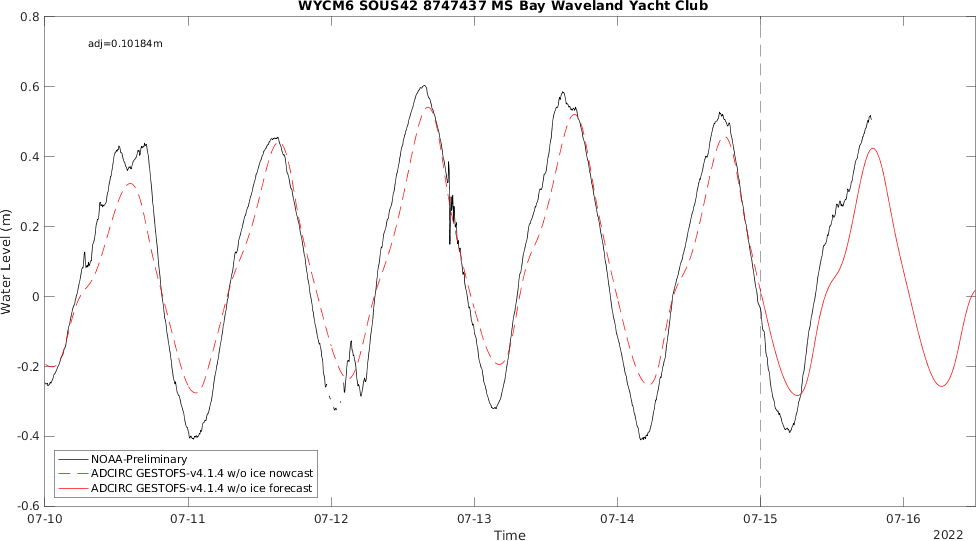 WYCM6 SOUS42 8747437 MS Bay Waveland Yacht Club
adj=0.10184m
0.8
0.6
0.4
0.2
0
-0.2
-0.4
-0.6
Water Level (m)
NOAA-Preliminary
ADCIRC GESTOFS-v4.1.4 w/o ice nowcast
ADCIRC GESTOFS-v4.1.4 w/o ice forecast
07-10 07-11 07-12 07-13 07-14 07-15 07-16
Time
2022